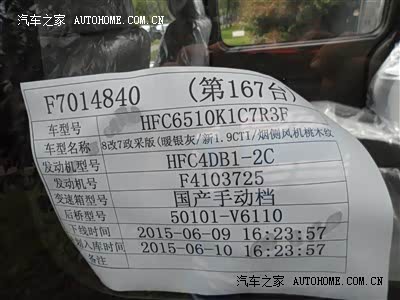 汽车之家 AUTOHOME.COM.CN
F7014840 (第167台)
车型号 HFC6510K1C7R3F
车型名称 8改7政采版(暖银灰/新1.9CTI/烟侧风机桃木纹
发动机型号 HFC4DB1-2C
发动机号 F4103725
变速箱型号 国产手动档
后桥型号 50101-V6110
下线时间 2015-06-09 16:23:57
入库时间 2015-06-10 16:23:57
备注
汽车之家 AUTOHOME.COM.CN